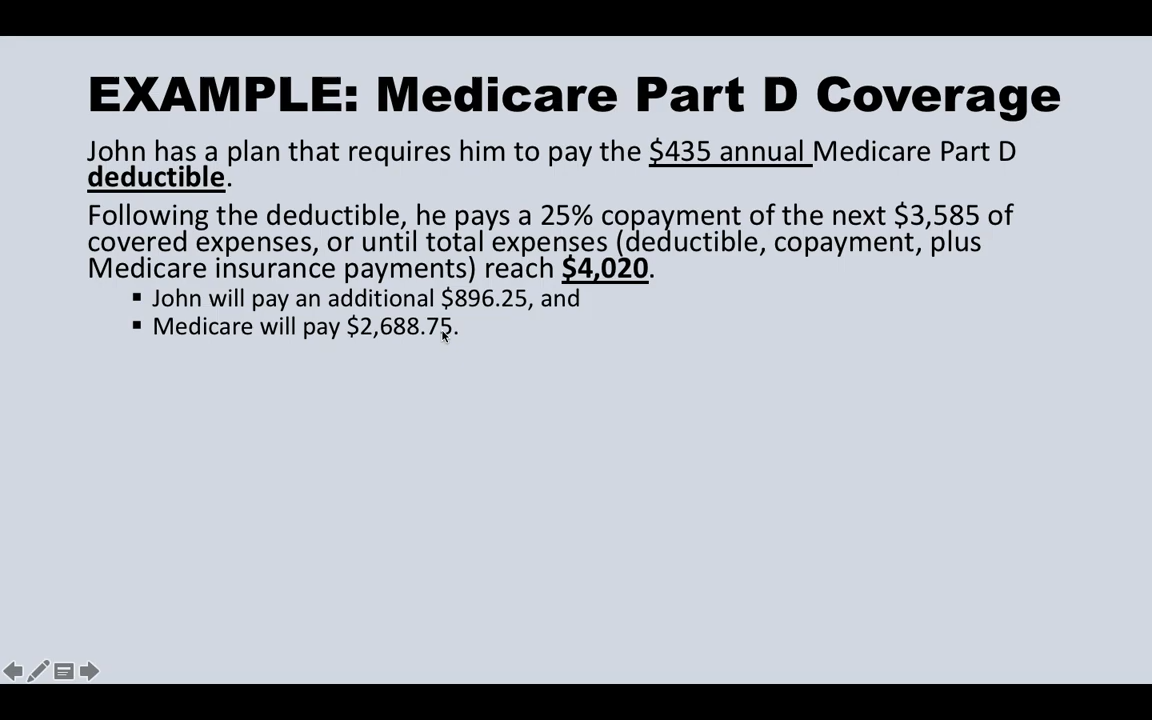 EXAMPLE: Medicare Part D Coverage
John has a plan that requires him to pay the $435 annual Medicare Part D
deductible.
Following the deductible, he pays a 25% copayment of the next $3,585 of
covered expenses, or until total expenses (deductible, copayment, plus
Medicare insurance payments) reach $4,020.
▪ John will pay an additional $896.25, and
▪ Medicare will pay $2,688.75.